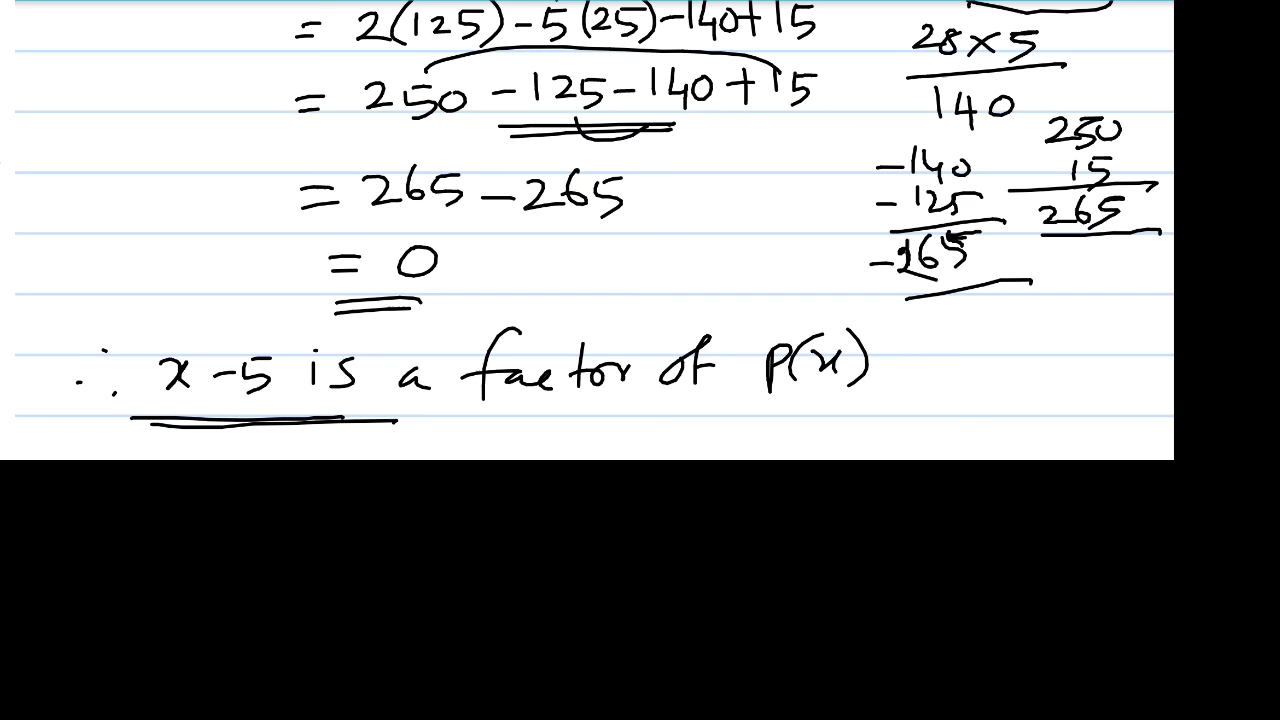 = 2(125) - 5(25) - 140 + 15
= 250 - 125 - 140 + 15
= 265 - 265
= 0
∴ x - 5 is a factor of p(x)
28 × 5
140
250
15
265
- 140
- 125
- 265